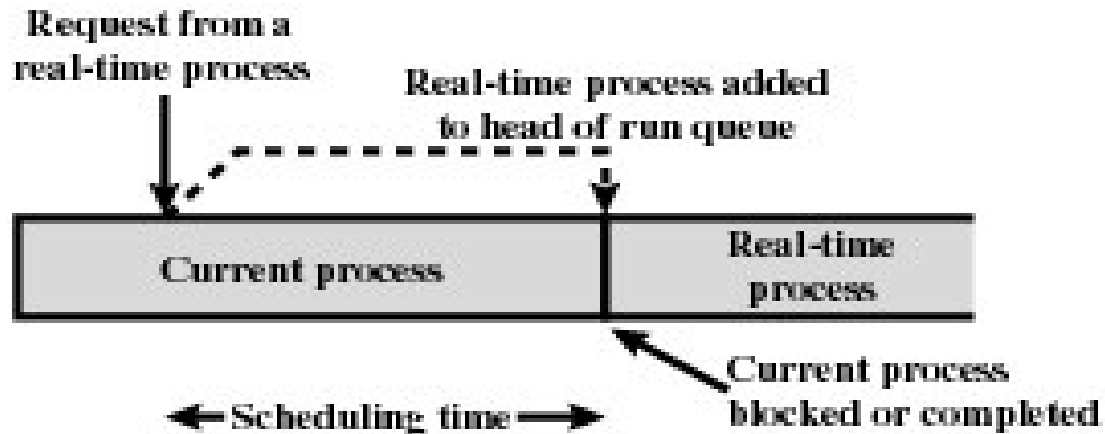 Request from a
real-time process
Real-time process added
to head of run queue
Current process
Real-time
process
Current process
blocked or completed
Scheduling time